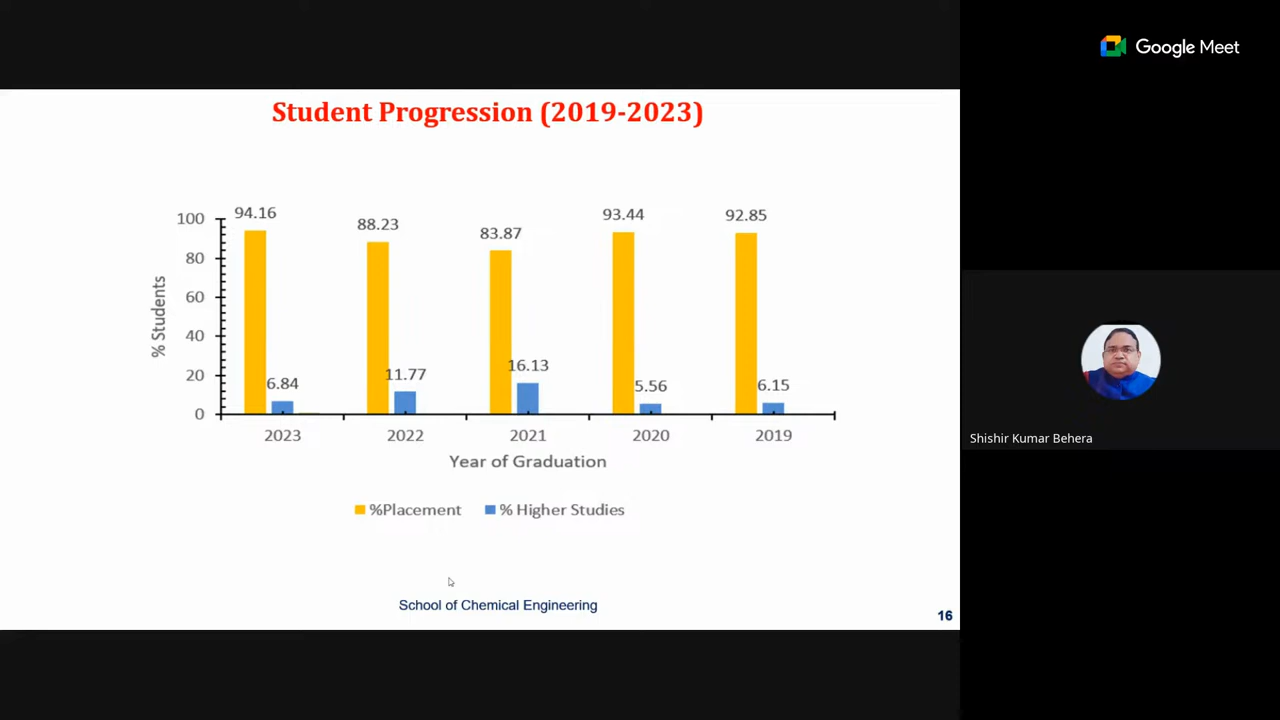 Google Meet
Student Progression (2019-2023)
94.16
88.23
83.87
93.44
92.85
100
80
60
40
20
0
% Students
6.84
11.77
16.13
5.56
6.15
2023
2022
2021
2020
2019
Year of Graduation
%Placement
% Higher Studies
Shishir Kumar Behera
School of Chemical Engineering
16